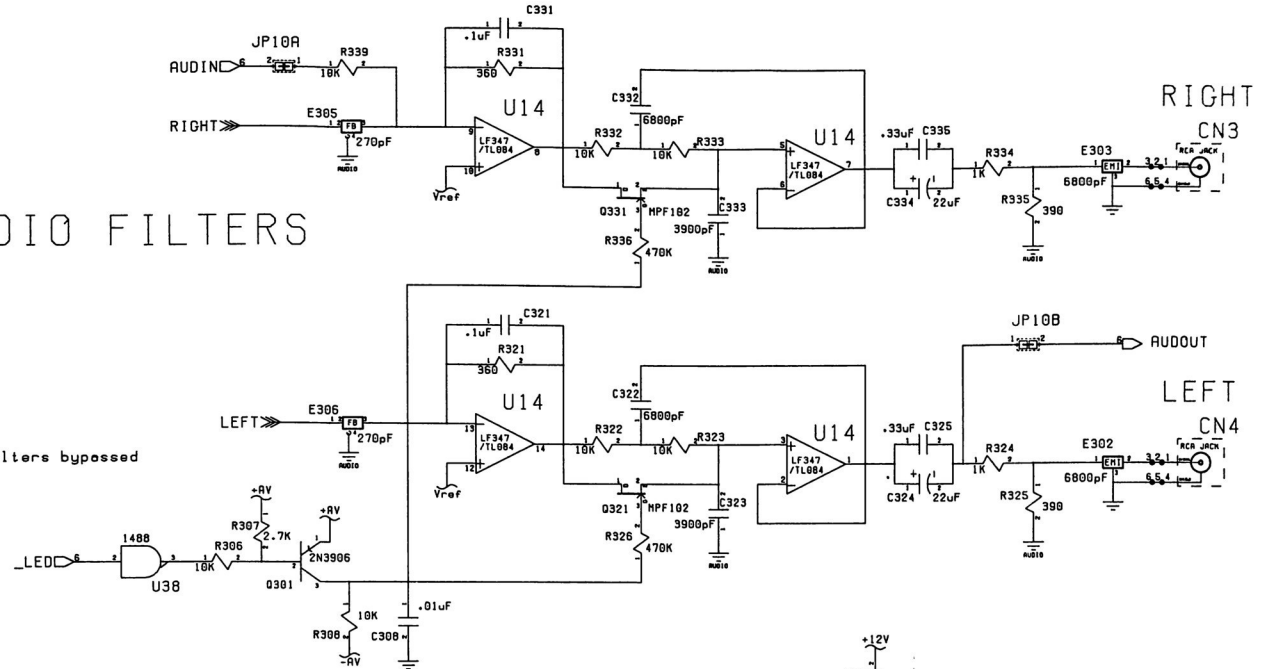 C331
.1uF
JP10A
R339
R331
AUDIN
10K
360
RIGHT
CN3
RCA JACK
E305
RIGHT
FB
270pF
AUDIO
U14
LF347
/TL084
Vref
C332
6800pF
R332
10K
R333
10K
U14
LF347
/TL084
.33uF
C335
C334
22uF
R334
1K
R335
390
AUDIO
E303
EMI
6800pF
Q331
MPF102
C333
3900pF
AUDIO
R336
470K
DIO FILTERS
C321
.1uF
R321
360
JP10B
AUDOUT
LEFT
CN4
RCA JACK
E306
LEFT
FB
270pF
AUDIO
U14
LF347
/TL084
Vref
C322
6800pF
R322
10K
R323
10K
U14
LF347
/TL084
.33uF
C325
C324
22uF
R324
1K
R325
390
AUDIO
E302
EMI
6800pF
Q321
MPF102
C323
3900pF
AUDIO
R326
470K
lters bypassed
+AV
+AV
R307
2.7K
1488
_LED
U38
R306
10K
2N3906
Q301
10K
R308
-AV
.01uF
C308
+12V